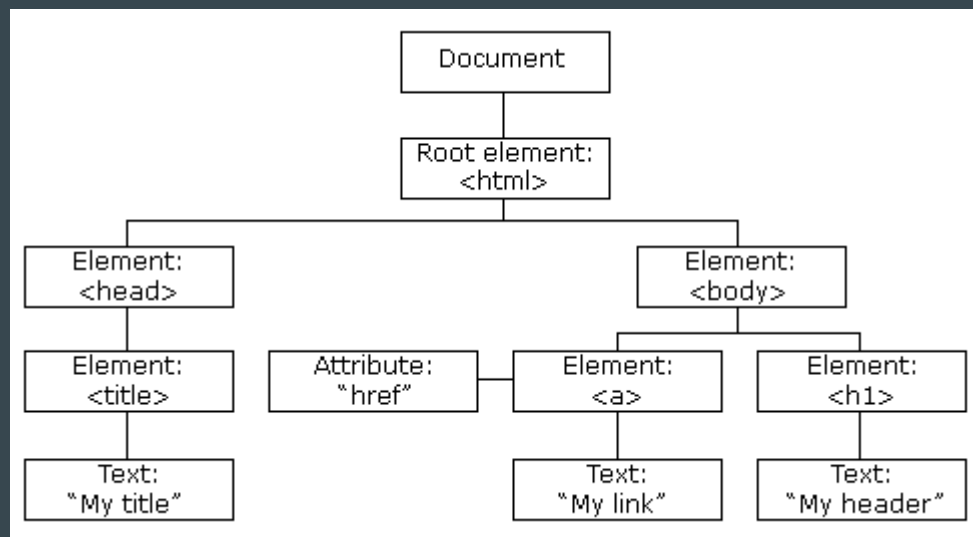 Document
Root element:
<html>
Element:
<head>
Element:
<body>
Element:
<title>
Attribute:
“href”
Element:
<a>
Element:
<h1>
Text:
“My title”
Text:
“My link”
Text:
“My header”